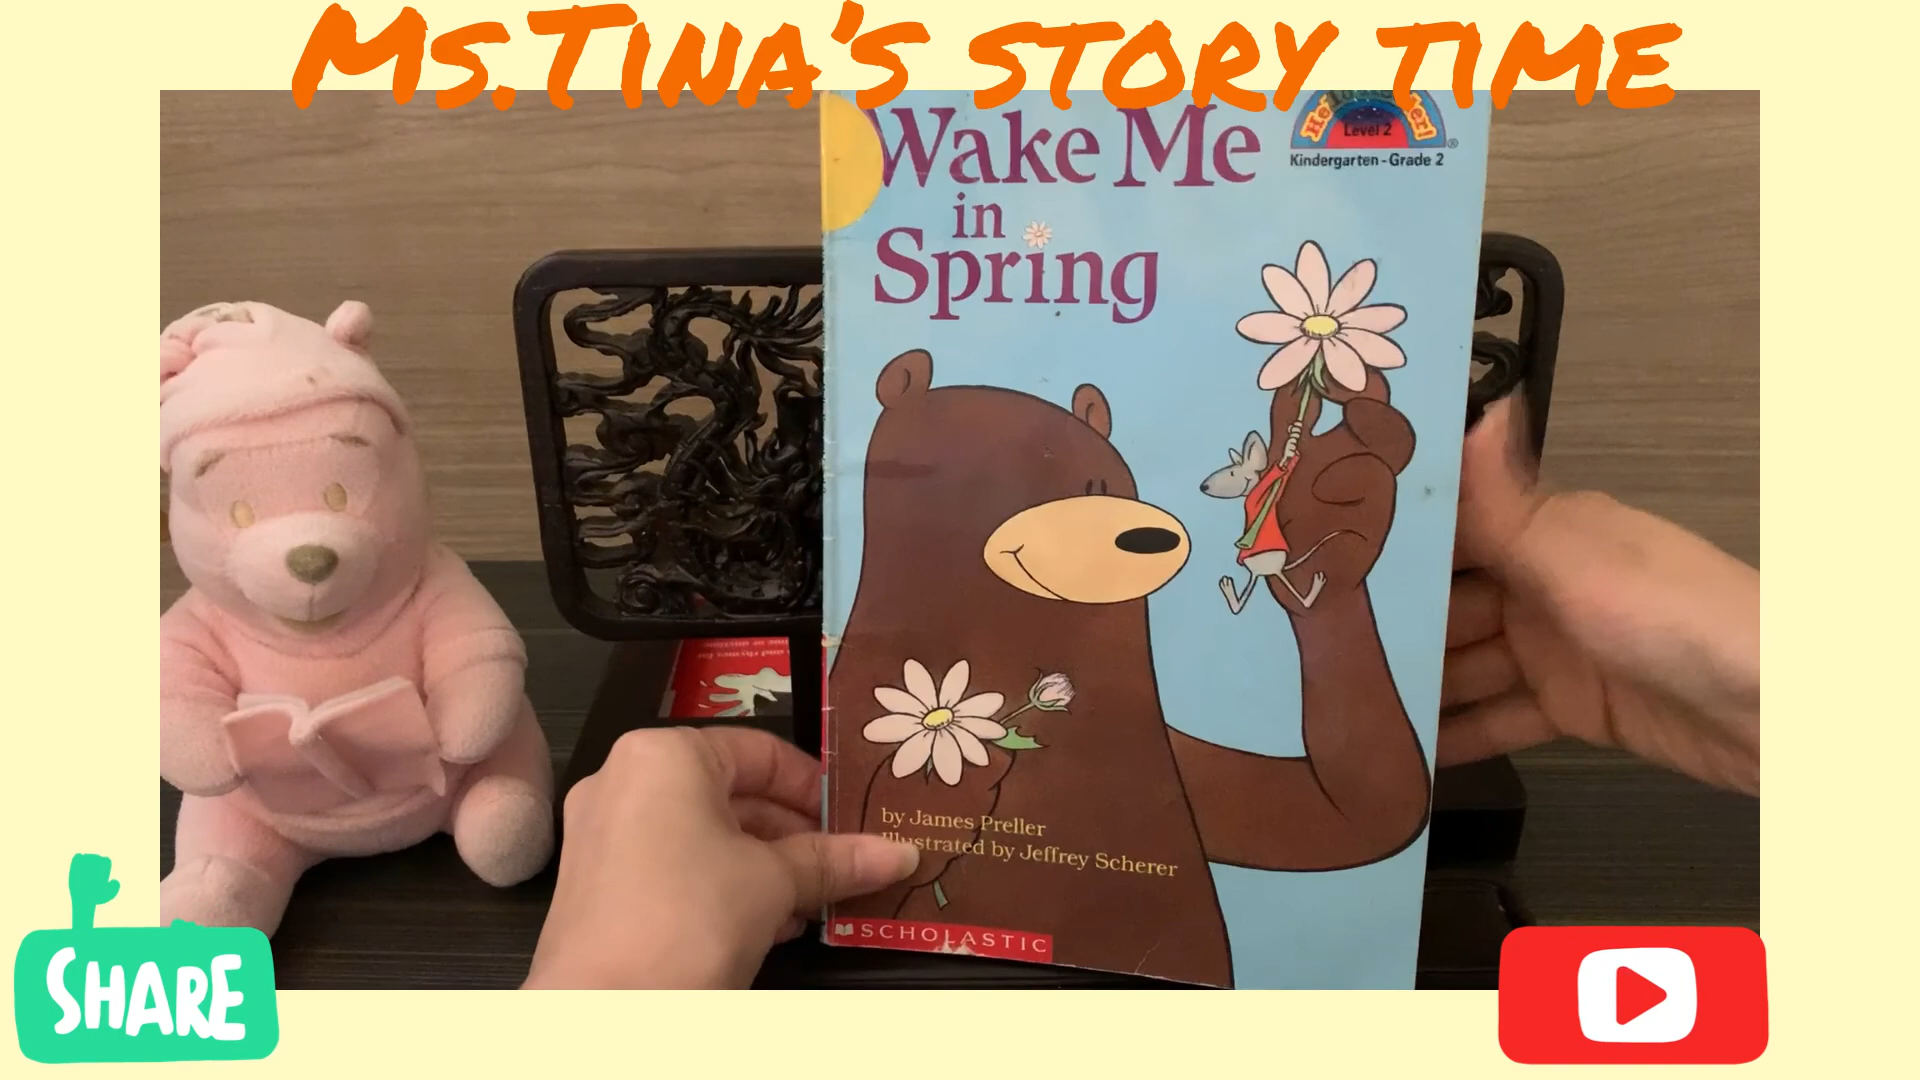 Ms.Tina's story time
Wake Me
in
Spring
Level 2
Kindergarten - Grade 2
by James Preller
Illustrated by Jeffrey Scherer
SCHOLASTIC
SHARE